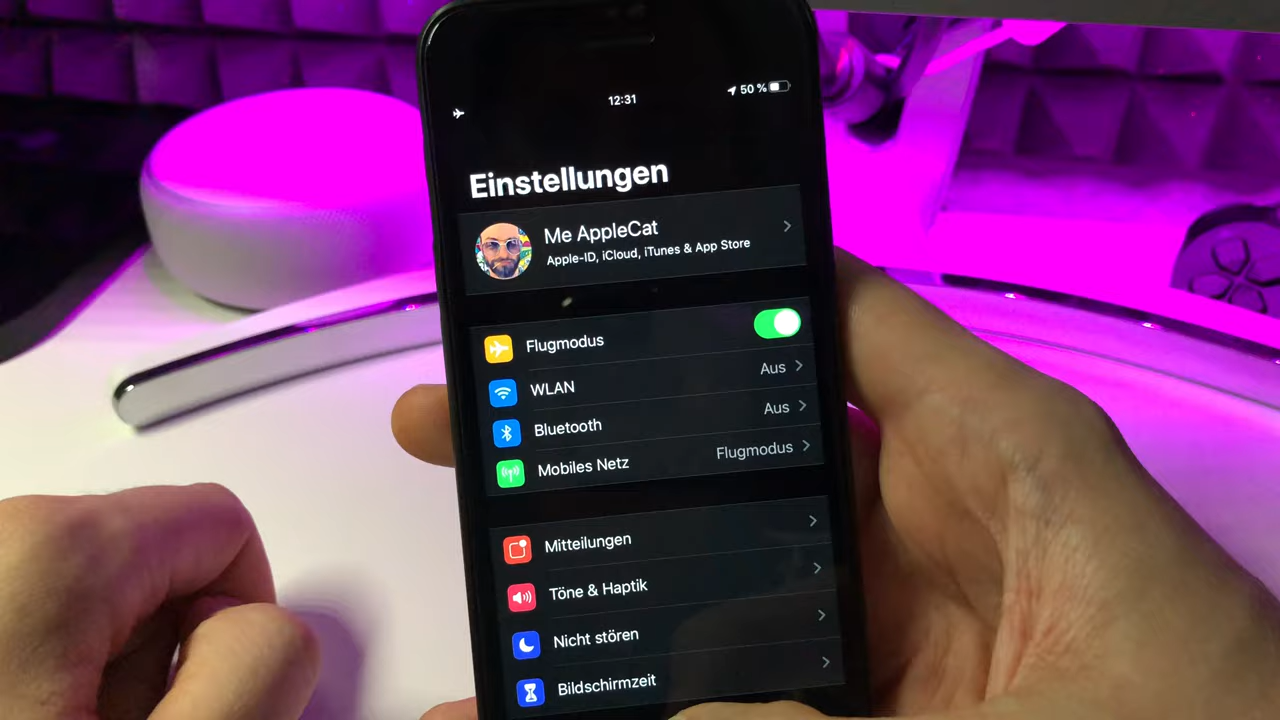 12:31
50 %
Einstellungen
Me AppleCat
Apple-ID, iCloud, iTunes & App Store
Flugmodus
WLAN
Aus
Bluetooth
Aus
Mobiles Netz
Flugmodus
Mitteilungen
Töne & Haptik
Nicht stören
Bildschirmzeit